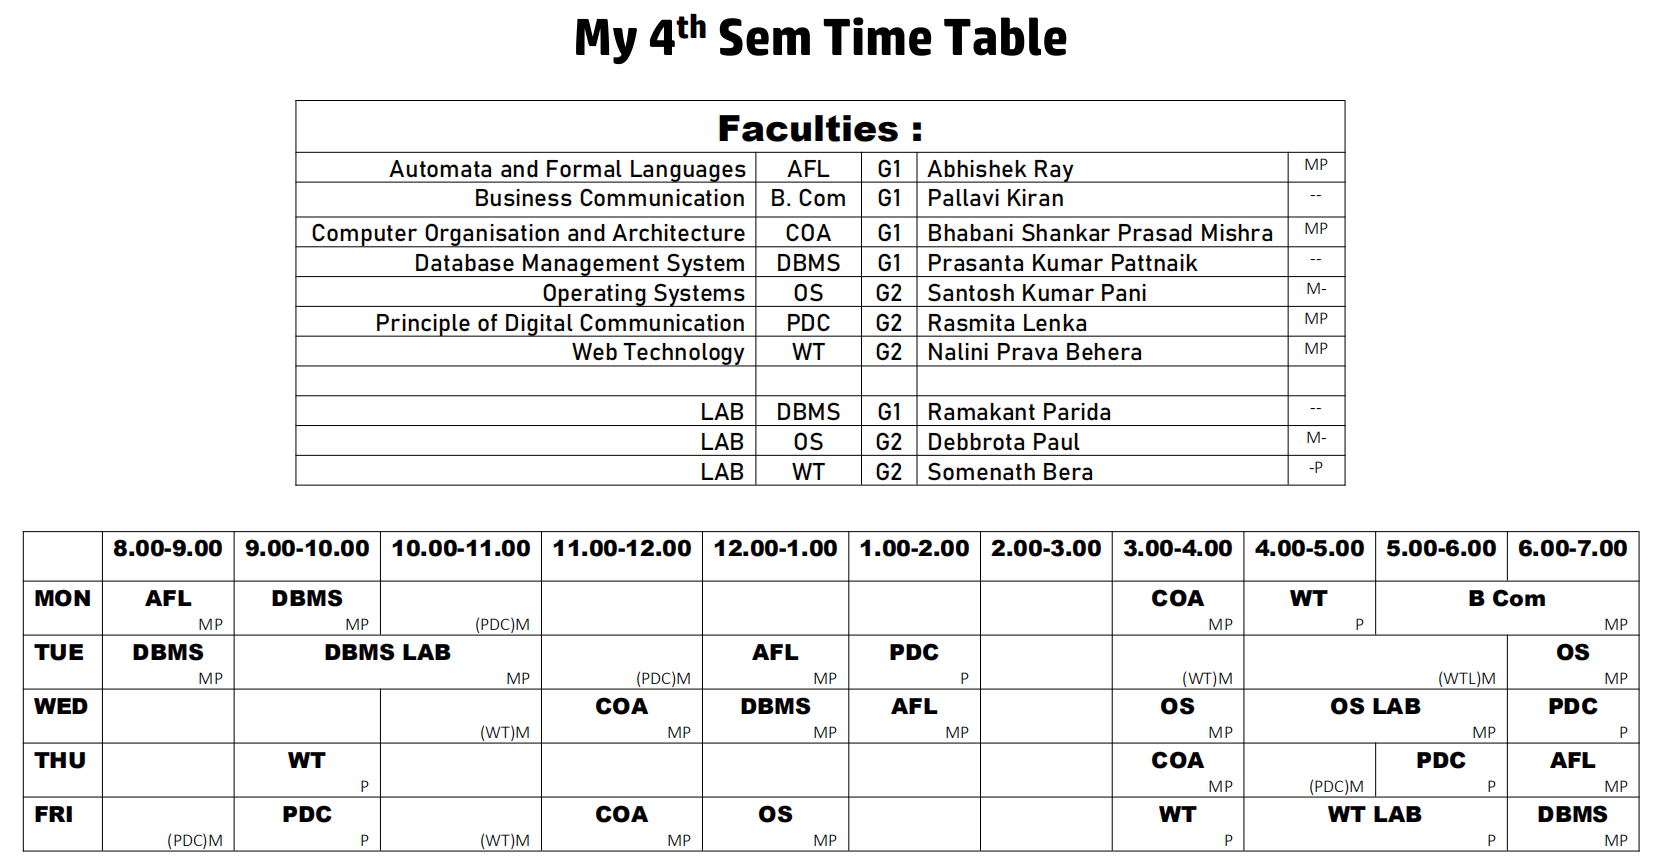 My 4th Sem Time Table
Faculties :
Automata and Formal Languages AFL G1 Abhishek Ray MP
Business Communication B. Com G1 Pallavi Kiran --
Computer Organisation and Architecture COA G1 Bhabani Shankar Prasad Mishra MP
Database Management System DBMS G1 Prasanta Kumar Pattnaik --
Operating Systems OS G2 Santosh Kumar Pani M-
Principle of Digital Communication PDC G2 Rasmita Lenka MP
Web Technology WT G2 Nalini Prava Behera MP
LAB DBMS G1 Ramakant Parida --
LAB OS G2 Debbrota Paul M-
LAB WT G2 Somenath Bera -P
8.00-9.00 9.00-10.00 10.00-11.00 11.00-12.00 12.00-1.00 1.00-2.00 2.00-3.00 3.00-4.00 4.00-5.00 5.00-6.00 6.00-7.00
MON AFL DBMS COA WT B Com
MP MP (PDC)M MP P MP
TUE DBMS DBMS LAB AFL PDC OS
MP MP (PDC)M MP P (WT)M (WTL)M MP
WED COA DBMS AFL OS OS LAB PDC
(WT)M MP MP MP MP MP P
THU WT COA PDC AFL
P MP (PDC)M P MP
FRI PDC COA OS WT WT LAB DBMS
(PDC)M P (WT)M MP MP P P MP